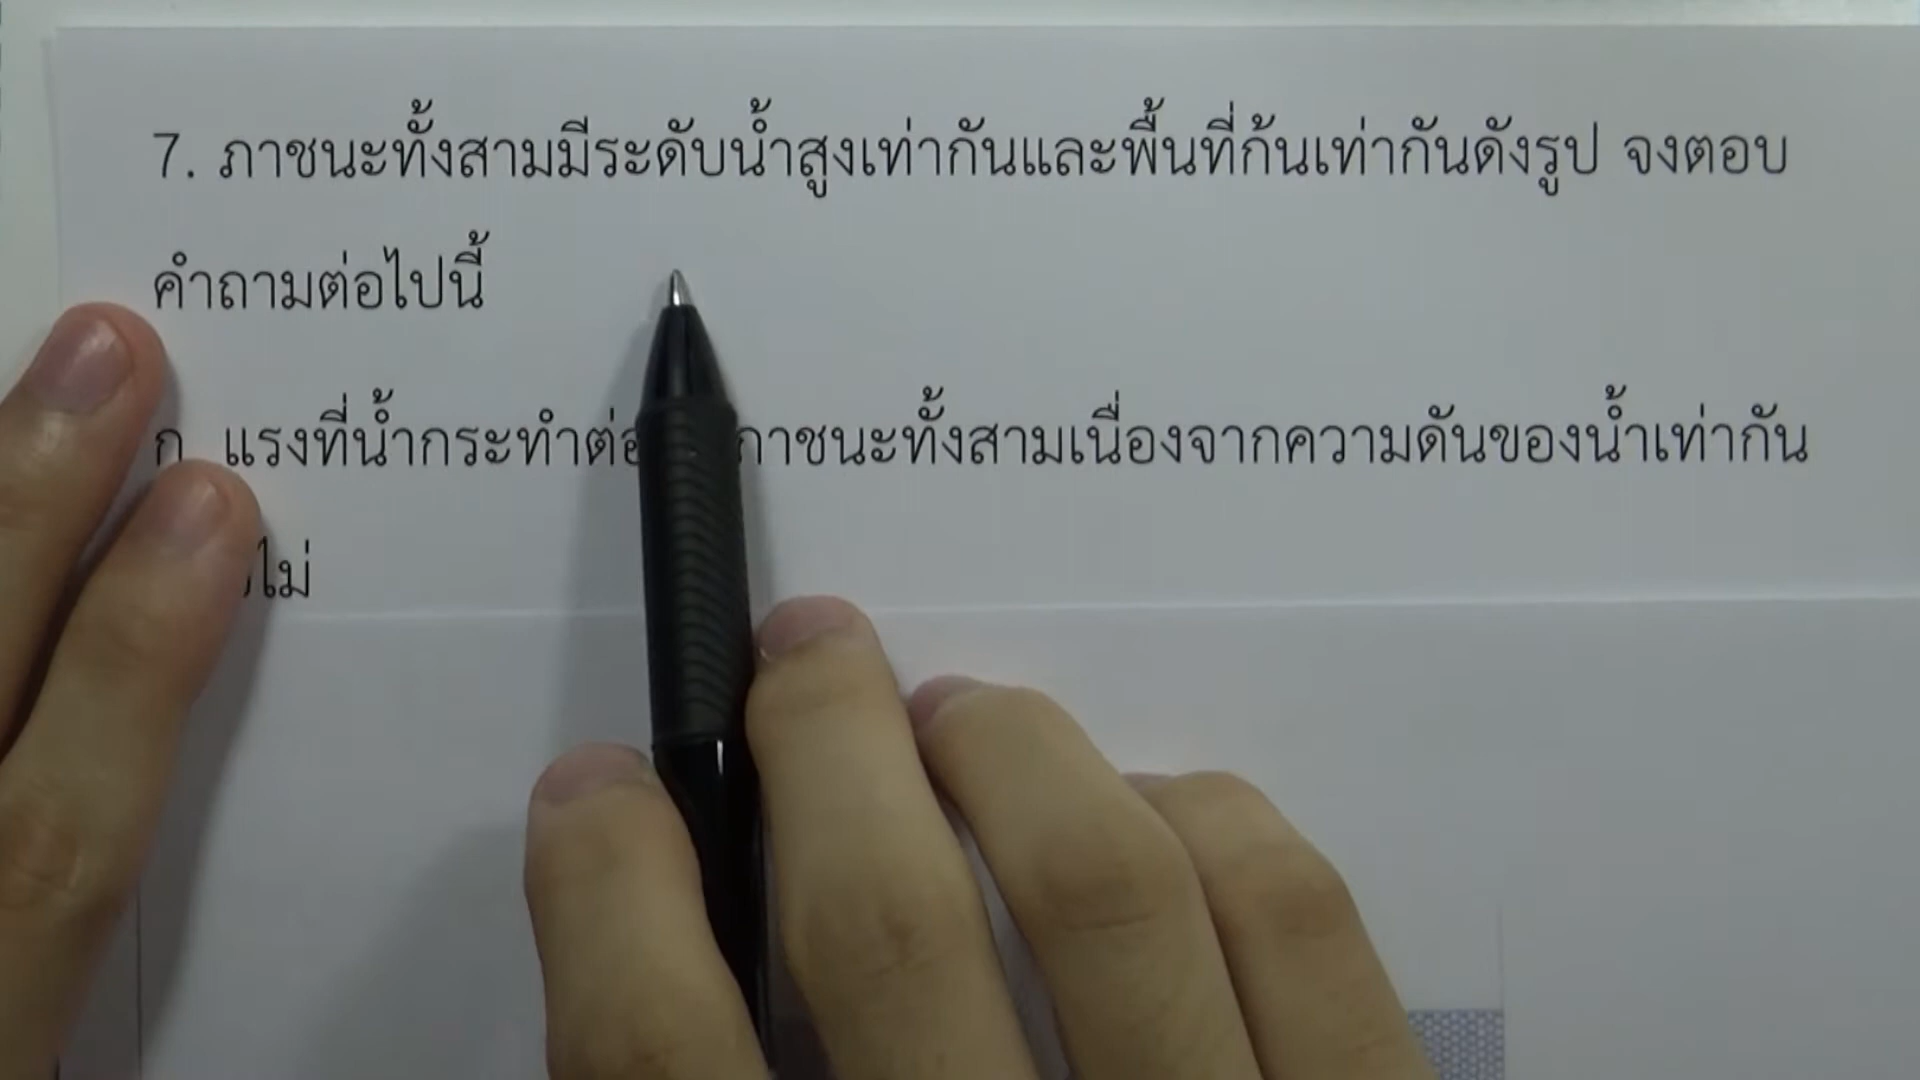 7. ภาชนะทั้งสามมีระดับน้ำสูงเท่ากันและพื้นที่ก้นเท่ากันดังรูป จงตอบ
คำถามต่อไปนี้
ก แรงที่น้ำกระทำต่อ ภาชนะทั้งสามเนื่องจากความดันของน้ำเท่ากัน
ไม่